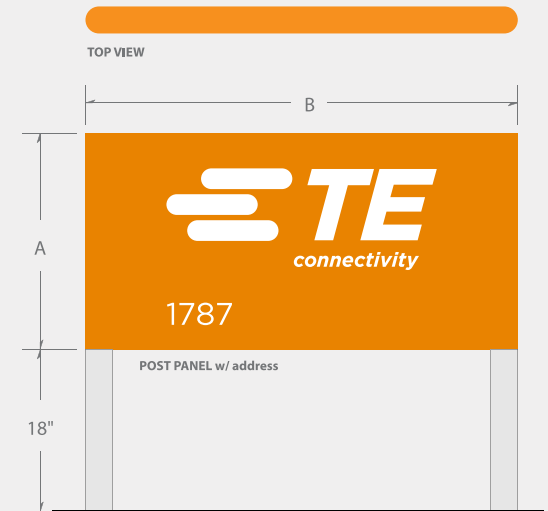 TOP VIEW
B
TE
connectivity
A
1787
POST PANEL w/ address
18"